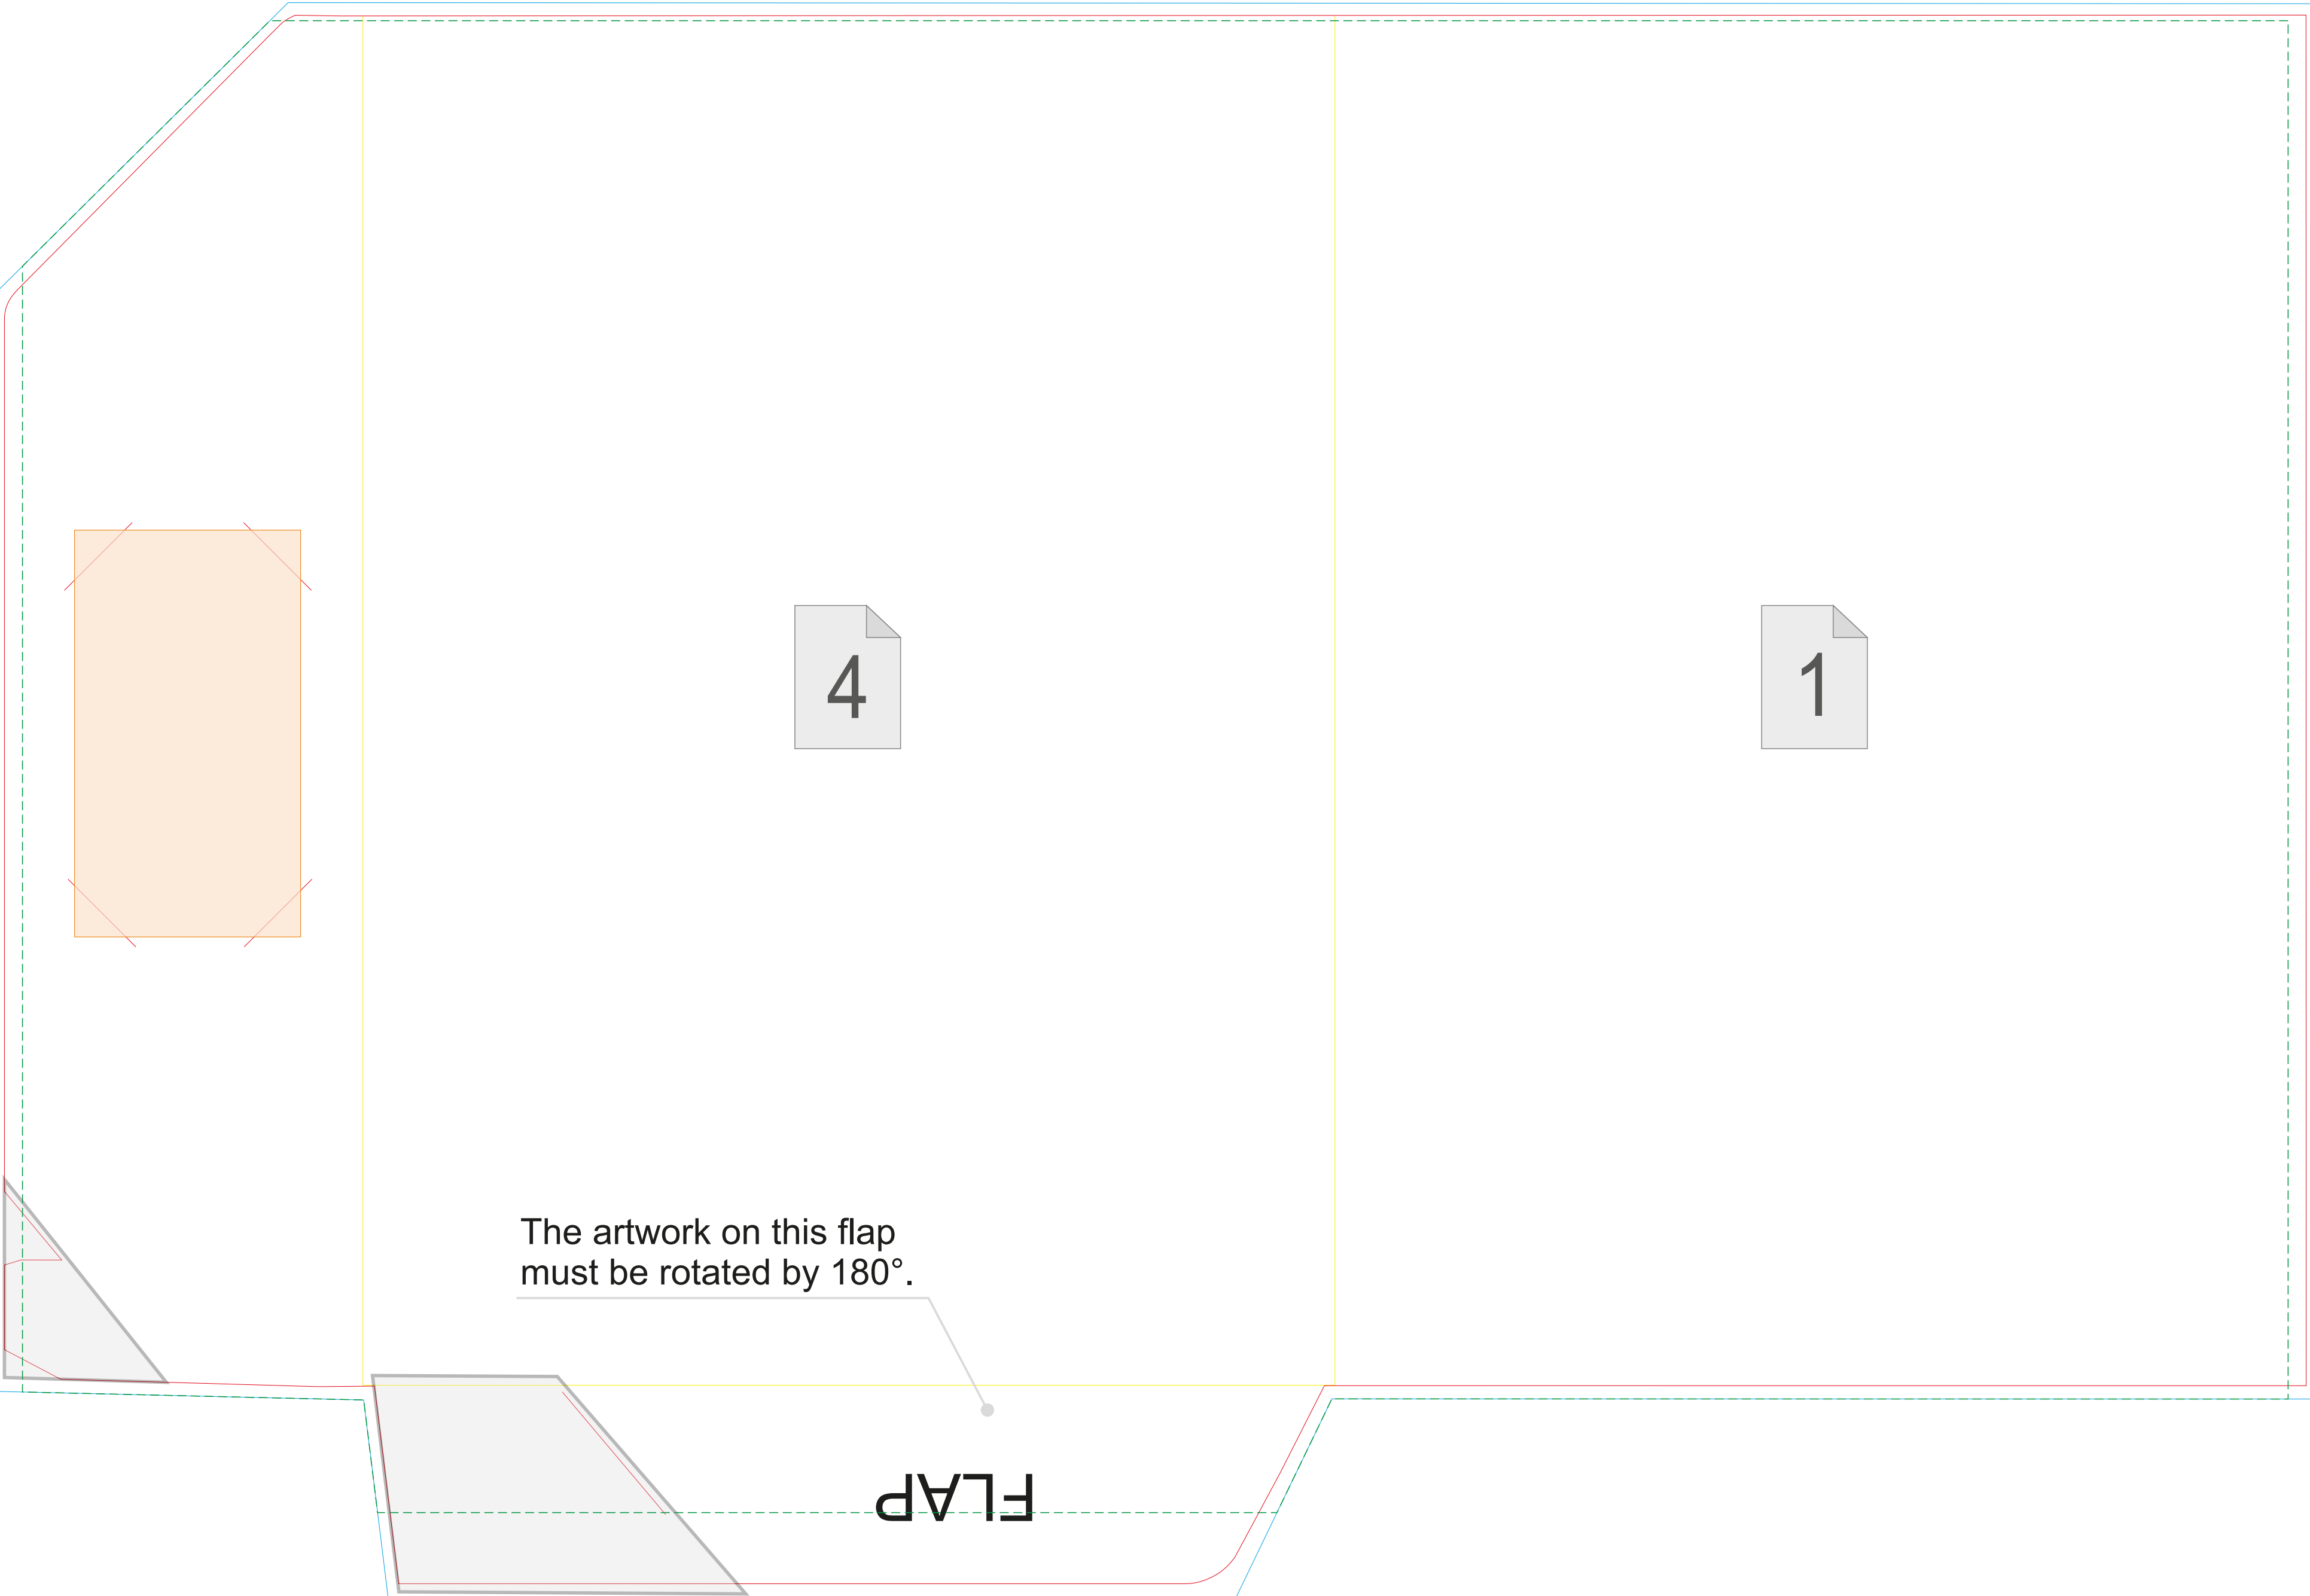 4
1
The artwork on this flap
must be rotated by 180°.
FLAP